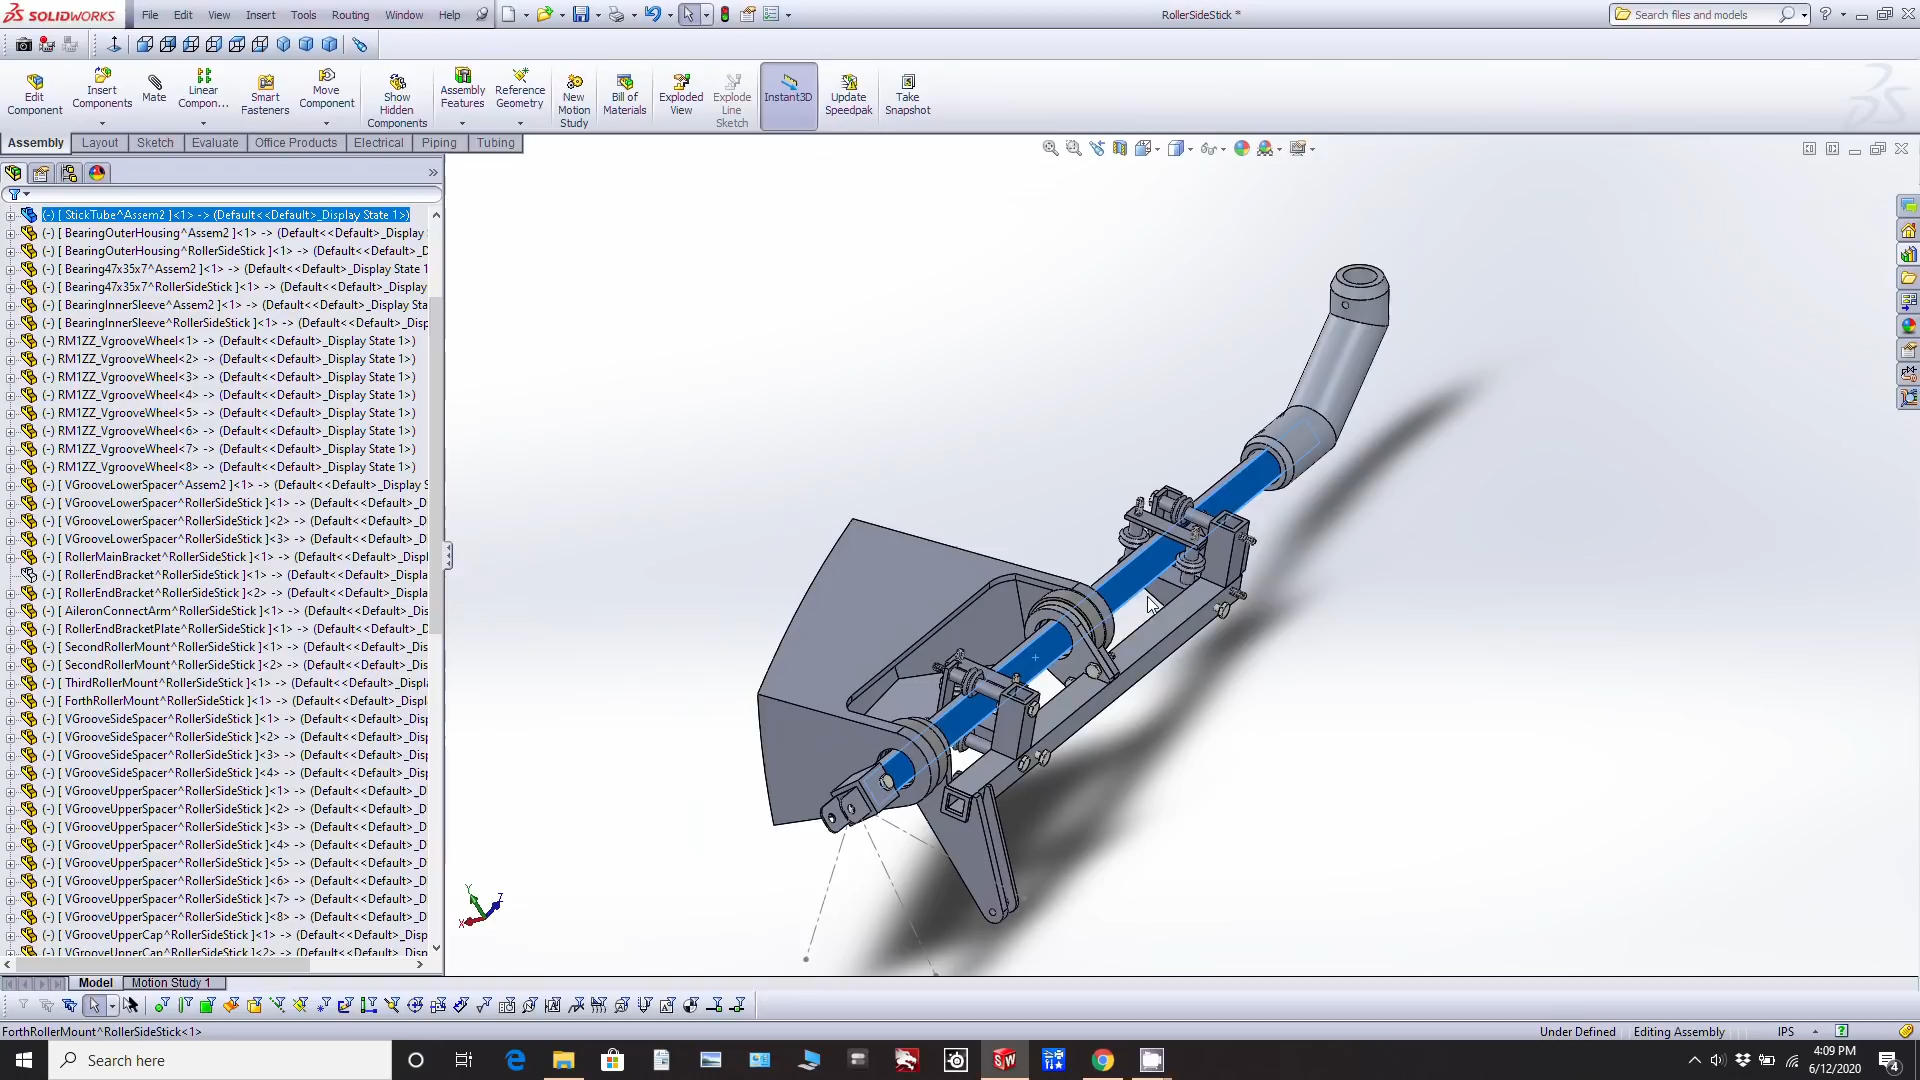 SOLIDWORKS File Edit View Insert Tools Routing Window Help RollerSideStick * Search files and models
Edit Component
Insert Components
Mate
Linear Compon...
Smart Fasteners
Move Component
Show Hidden Components
Assembly Features
Reference Geometry
New Motion Study
Bill of Materials
Exploded View
Explode Line Sketch
Instant3D
Update Speedpak
Take Snapshot
Assembly Layout Sketch Evaluate Office Products Electrical Piping Tubing
(-) [ StickTube^Assem2 ]<1> -> (Default<<Default>_Display State 1>)
(-) [ BearingOuterHousing^Assem2 ]<1> -> (Default<<Default>_Display
(-) [ BearingOuterHousing^RollerSideStick ]<1> -> (Default<<Default>_D
(-) [ Bearing47x35x7^Assem2 ]<1> -> (Default<<Default>_Display State 1
(-) [ Bearing47x35x7^RollerSideStick ]<1> -> (Default<<Default>_Displa
(-) [ BearingInnerSleeve^Assem2 ]<1> -> (Default<<Default>_Display Sta
(-) [ BearingInnerSleeve^RollerSideStick ]<1> -> (Default<<Default>_Disp
(-) RM1ZZ_VgrooveWheel<1> -> (Default<<Default>_Display State 1>)
(-) RM1ZZ_VgrooveWheel<2> -> (Default<<Default>_Display State 1>)
(-) RM1ZZ_VgrooveWheel<3> -> (Default<<Default>_Display State 1>)
(-) RM1ZZ_VgrooveWheel<4> -> (Default<<Default>_Display State 1>)
(-) RM1ZZ_VgrooveWheel<5> -> (Default<<Default>_Display State 1>)
(-) RM1ZZ_VgrooveWheel<6> -> (Default<<Default>_Display State 1>)
(-) RM1ZZ_VgrooveWheel<7> -> (Default<<Default>_Display State 1>)
(-) RM1ZZ_VgrooveWheel<8> -> (Default<<Default>_Display State 1>)
(-) [ VGrooveLowerSpacer^Assem2 ]<1> -> (Default<<Default>_Display S
(-) [ VGrooveLowerSpacer^RollerSideStick ]<1> -> (Default<<Default>_D
(-) [ VGrooveLowerSpacer^RollerSideStick ]<2> -> (Default<<Default>_D
(-) [ VGrooveLowerSpacer^RollerSideStick ]<3> -> (Default<<Default>_D
(-) [ RollerMainBracket^RollerSideStick ]<1> -> (Default<<Default>_Displ
(-) [ RollerEndBracket^RollerSideStick ]<1> -> (Default<<Default>_Displa
(-) [ RollerEndBracket^RollerSideStick ]<2> -> (Default<<Default>_Displa
(-) [ AileronConnectArm^RollerSideStick ]<1> -> (Default<<Default>_Dis
(-) [ RollerEndBracketPlate^RollerSideStick ]<1> -> (Default<<Default>_D
(-) [ SecondRollerMount^RollerSideStick ]<1> -> (Default<<Default>_Dis
(-) [ SecondRollerMount^RollerSideStick ]<2> -> (Default<<Default>_Dis
(-) [ ThirdRollerMount^RollerSideStick ]<1> -> (Default<<Default>_Displa
(-) [ ForthRollerMount^RollerSideStick ]<1> -> (Default<<Default>_Displa
(-) [ VGrooveSideSpacer^RollerSideStick ]<1> -> (Default<<Default>_Disp
(-) [ VGrooveSideSpacer^RollerSideStick ]<2> -> (Default<<Default>_Disp
(-) [ VGrooveSideSpacer^RollerSideStick ]<3> -> (Default<<Default>_Disp
(-) [ VGrooveSideSpacer^RollerSideStick ]<4> -> (Default<<Default>_Disp
(-) [ VGrooveUpperSpacer^RollerSideStick ]<1> -> (Default<<Default>_D
(-) [ VGrooveUpperSpacer^RollerSideStick ]<2> -> (Default<<Default>_D
(-) [ VGrooveUpperSpacer^RollerSideStick ]<3> -> (Default<<Default>_D
(-) [ VGrooveUpperSpacer^RollerSideStick ]<4> -> (Default<<Default>_D
(-) [ VGrooveUpperSpacer^RollerSideStick ]<5> -> (Default<<Default>_D
(-) [ VGrooveUpperSpacer^RollerSideStick ]<6> -> (Default<<Default>_D
(-) [ VGrooveUpperSpacer^RollerSideStick ]<7> -> (Default<<Default>_D
(-) [ VGrooveUpperSpacer^RollerSideStick ]<8> -> (Default<<Default>_D
(-) [ VGrooveUpperCap^RollerSideStick ]<1> -> (Default<<Default>_Disp
(-) [ VGrooveUpperCap^RollerSideStick ]<2> -> (Default<<Default>_Disp
Y Z X
Model Motion Study 1
ForthRollerMount^RollerSideStick<1> Under Defined Editing Assembly IPS
Search here 4:09 PM
6/12/2020 4